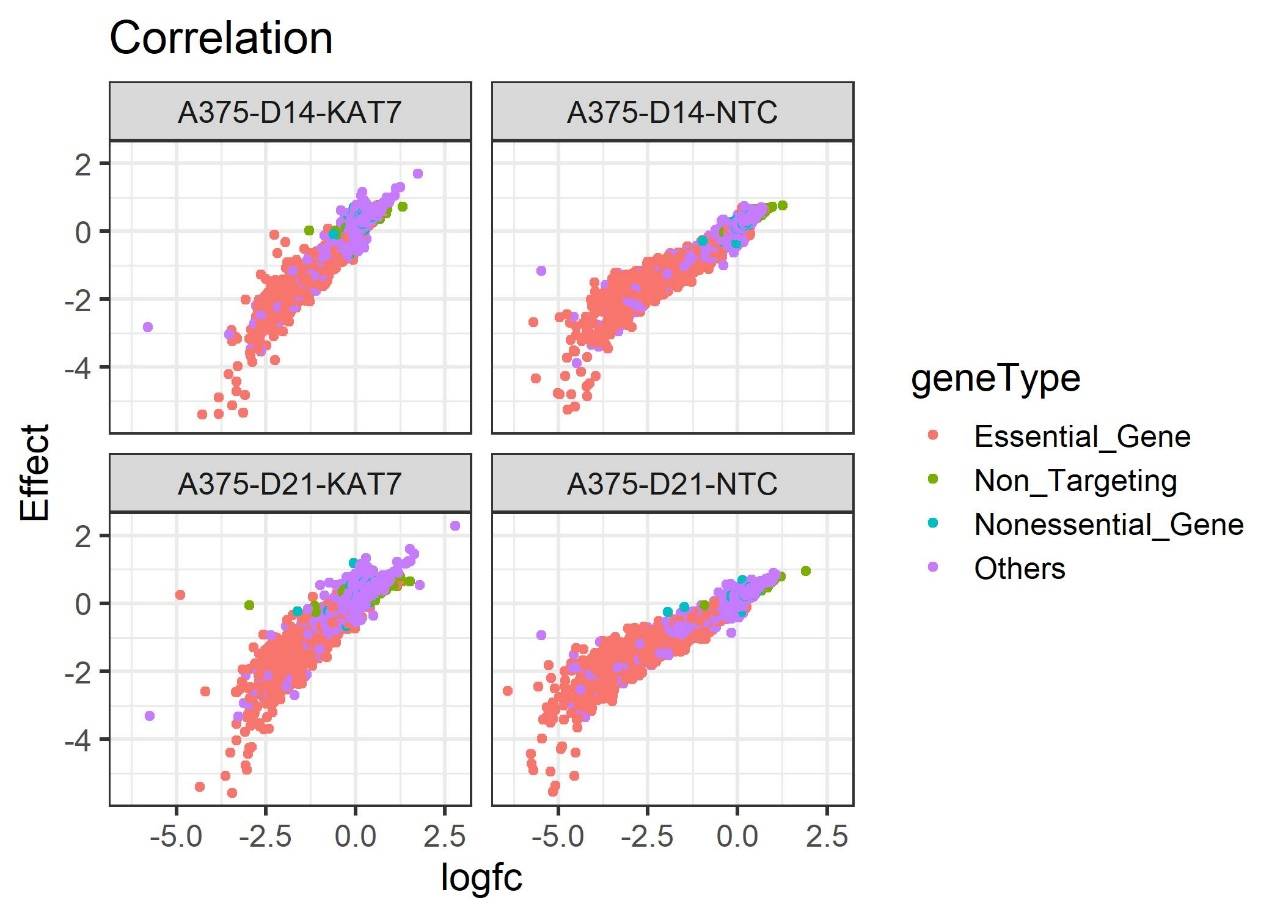 Correlation
A375-D14-KAT7
A375-D14-NTC
2
0
-2
-4
A375-D21-KAT7
A375-D21-NTC
2
0
-2
-4
-5.0 -2.5 0.0 2.5
-5.0 -2.5 0.0 2.5
Effect
logfc
geneType
Essential_Gene
Non_Targeting
Nonessential_Gene
Others